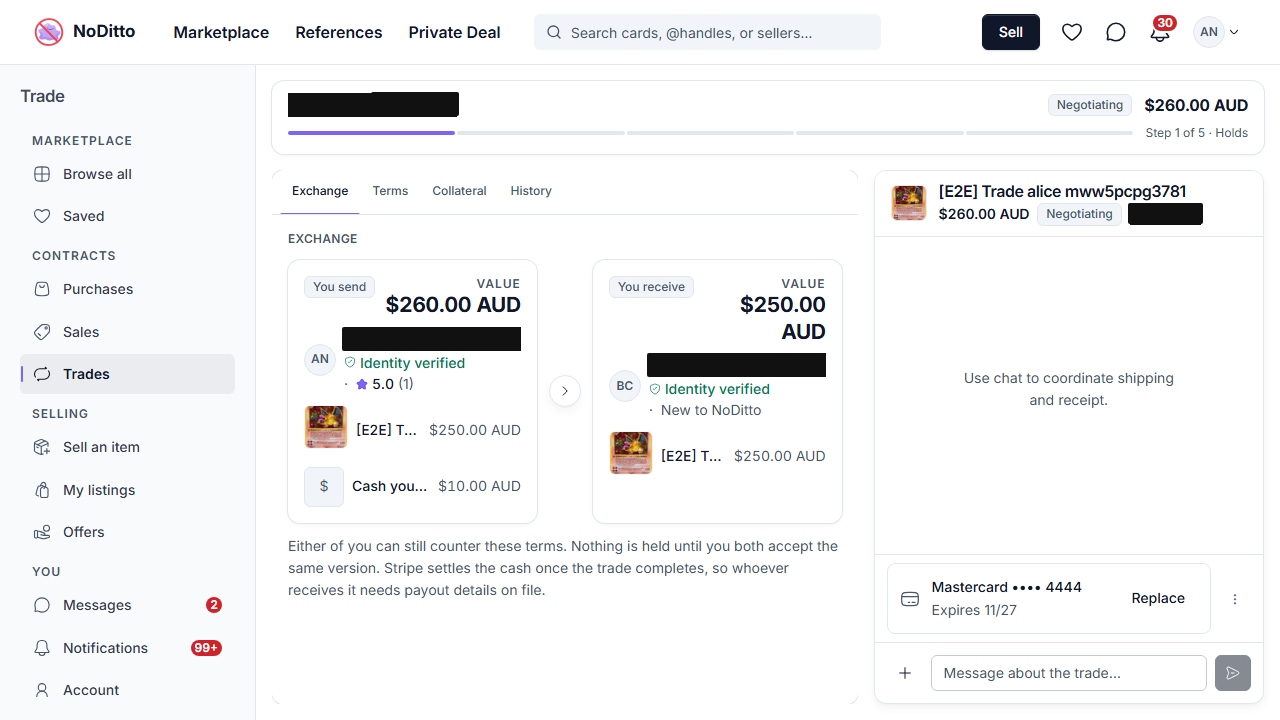 NoDitto
Marketplace
References
Private Deal
Search cards, @handles, or sellers...
Sell
30
AN
Trade
MARKETPLACE
Browse all
Saved
CONTRACTS
Purchases
Sales
Trades
SELLING
Sell an item
My listings
Offers
YOU
Messages
2
Notifications
99+
Account
Negotiating
$260.00 AUD
Step 1 of 5 · Holds
Exchange
Terms
Collateral
History
EXCHANGE
You send
VALUE
$260.00 AUD
AN
Identity verified
· 5.0 (1)
[E2E] T...
$250.00 AUD
$
Cash you...
$10.00 AUD
You receive
VALUE
$250.00
AUD
BC
Identity verified
· New to NoDitto
[E2E] T...
$250.00 AUD
Either of you can still counter these terms. Nothing is held until you both accept the
same version. Stripe settles the cash once the trade completes, so whoever
receives it needs payout details on file.
[E2E] Trade alice mww5pcpg3781
$260.00 AUD
Negotiating
Use chat to coordinate shipping
and receipt.
Mastercard •••• 4444
Expires 11/27
Replace
Message about the trade...